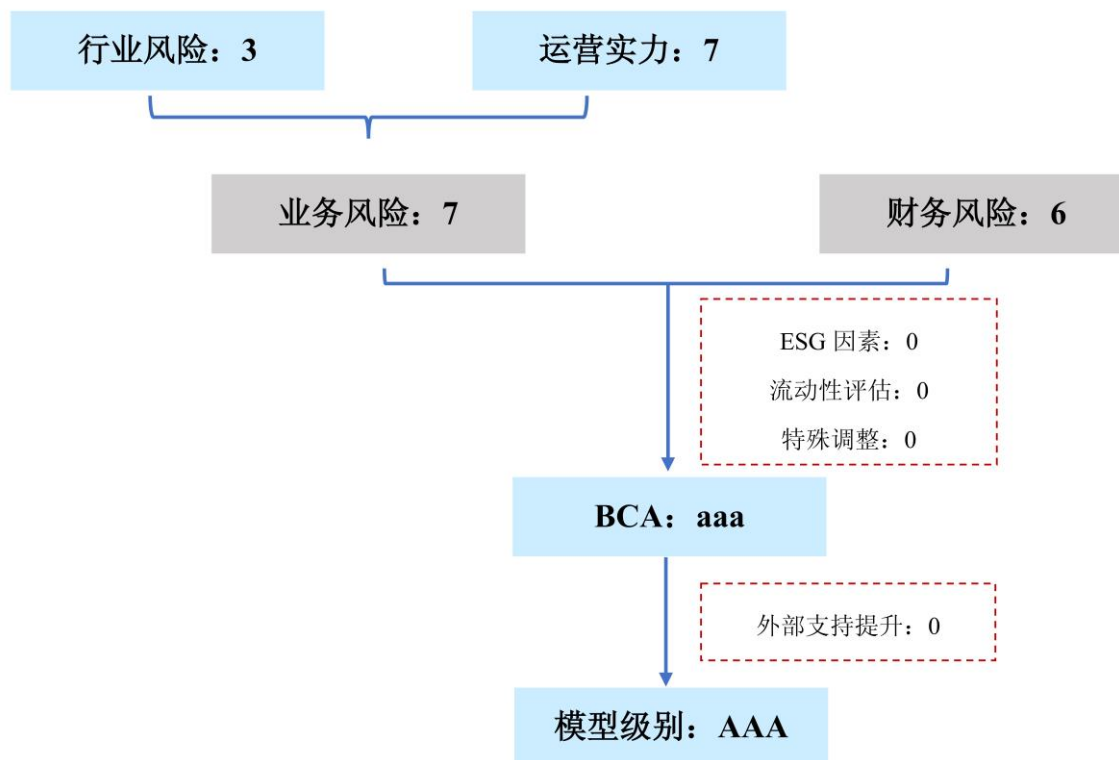 行业风险：3
运营实力：7
业务风险：7
财务风险：6
ESG 因素：0
流动性评估：0
特殊调整：0
BCA：aaa
外部支持提升：0
模型级别：AAA